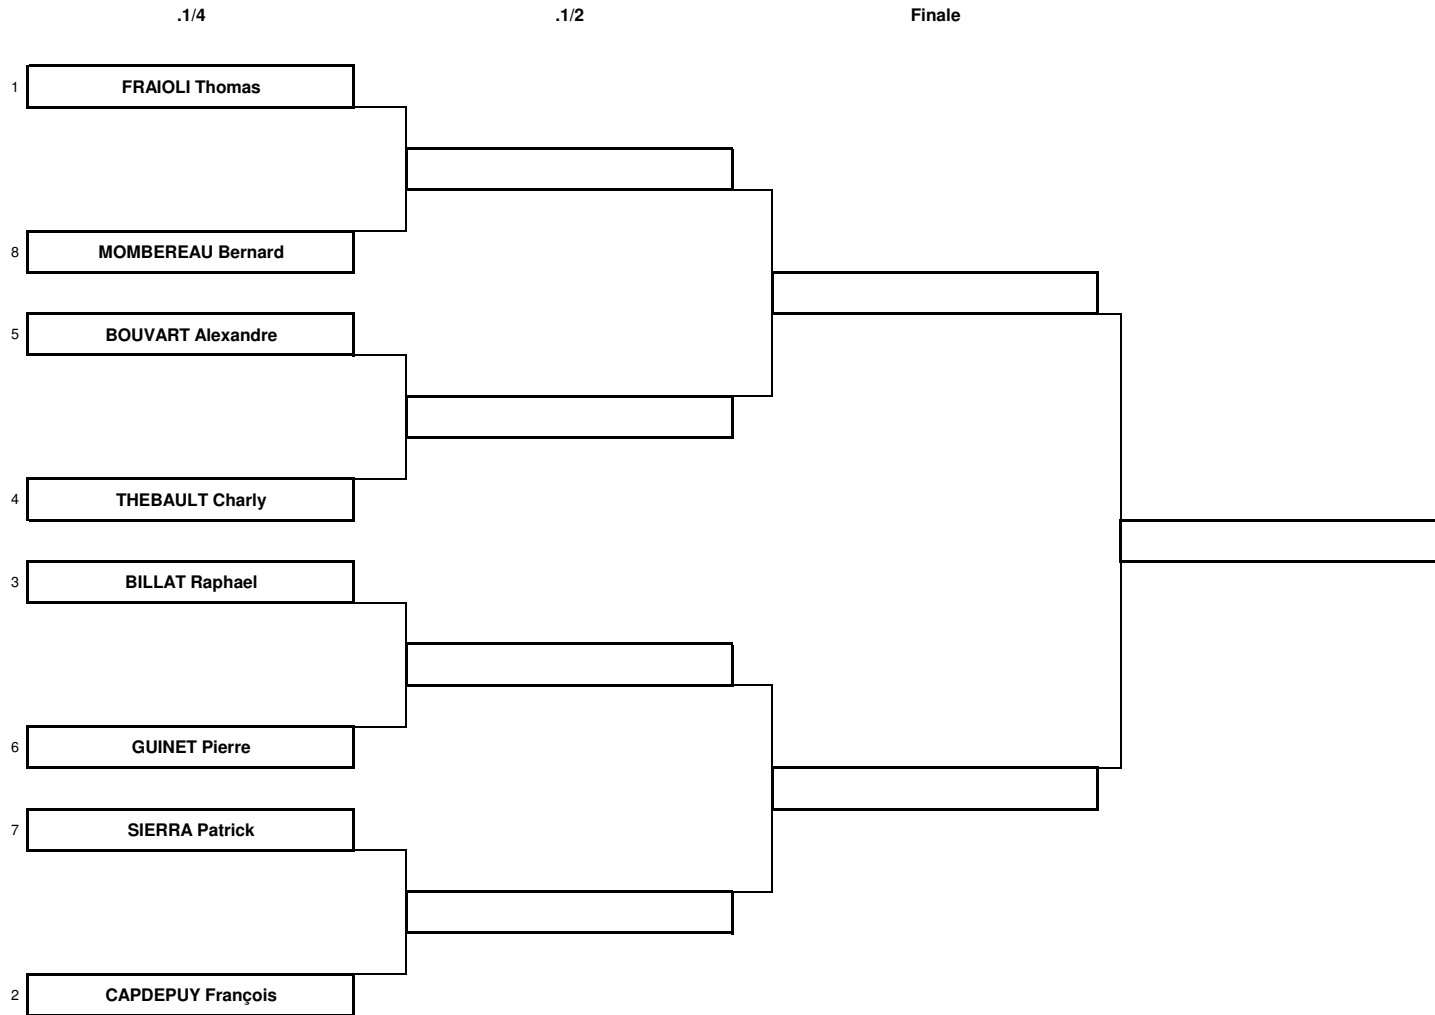 .1/4 .1/2 Finale
1 FRAIOLI Thomas
8 MOMBEREAU Bernard
5 BOUVART Alexandre
4 THEBAULT Charly
3 BILLAT Raphael
6 GUINET Pierre
7 SIERRA Patrick
2 CAPDEPUY François